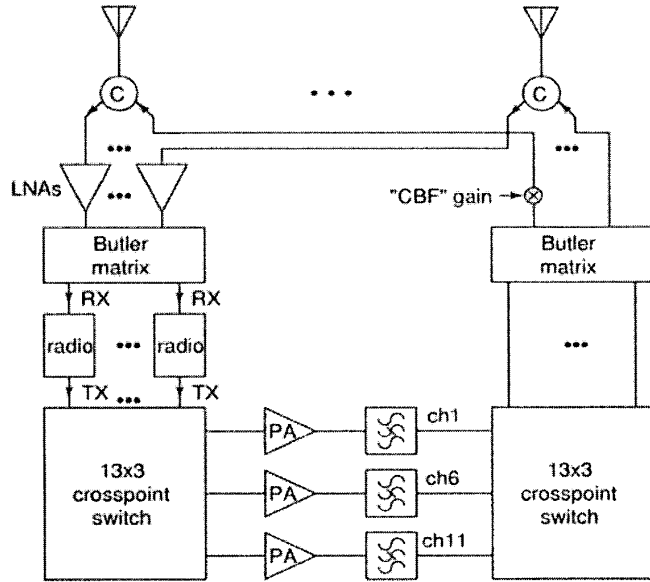 C
C
LNAs
"CBF" gain
Butler
matrix
Butler
matrix
RX
RX
radio
radio
TX
TX
13x3
crosspoint
switch
PA
ch1
PA
ch6
PA
ch11
13x3
crosspoint
switch